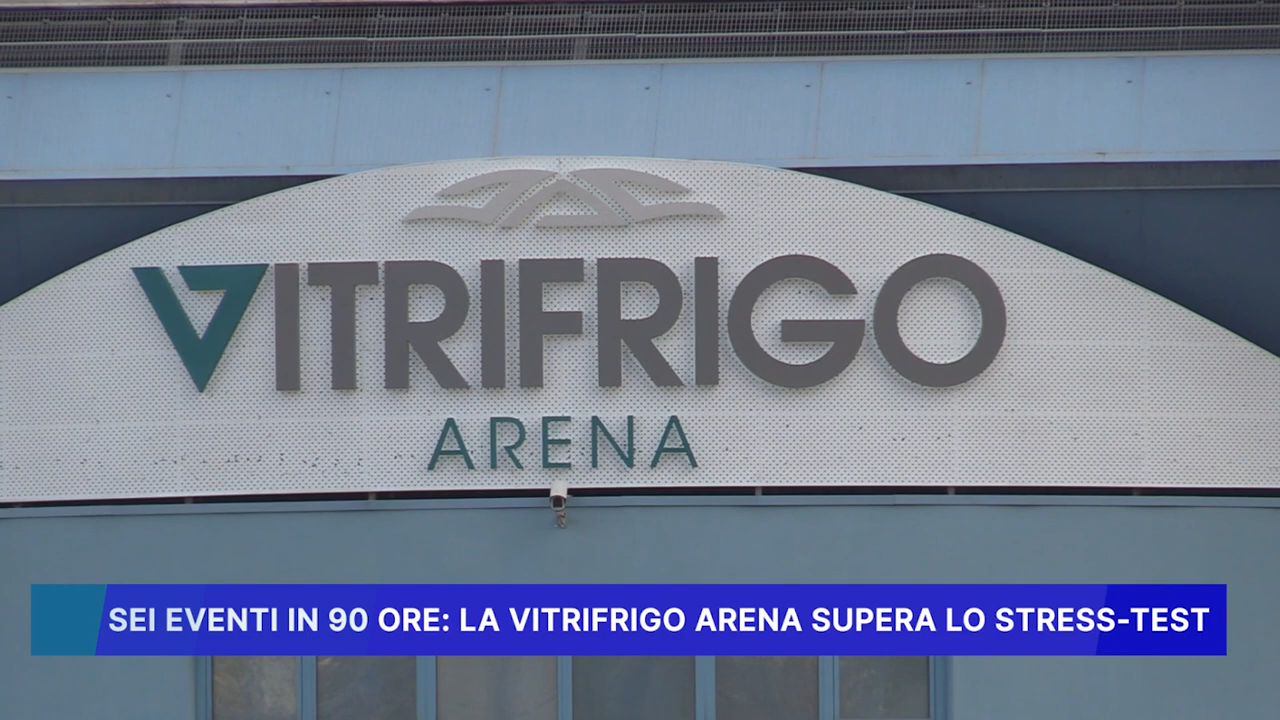 VITRIFRIGO
ARENA
SEI EVENTI IN 90 ORE: LA VITRIFRIGO ARENA SUPERA LO STRESS-TEST